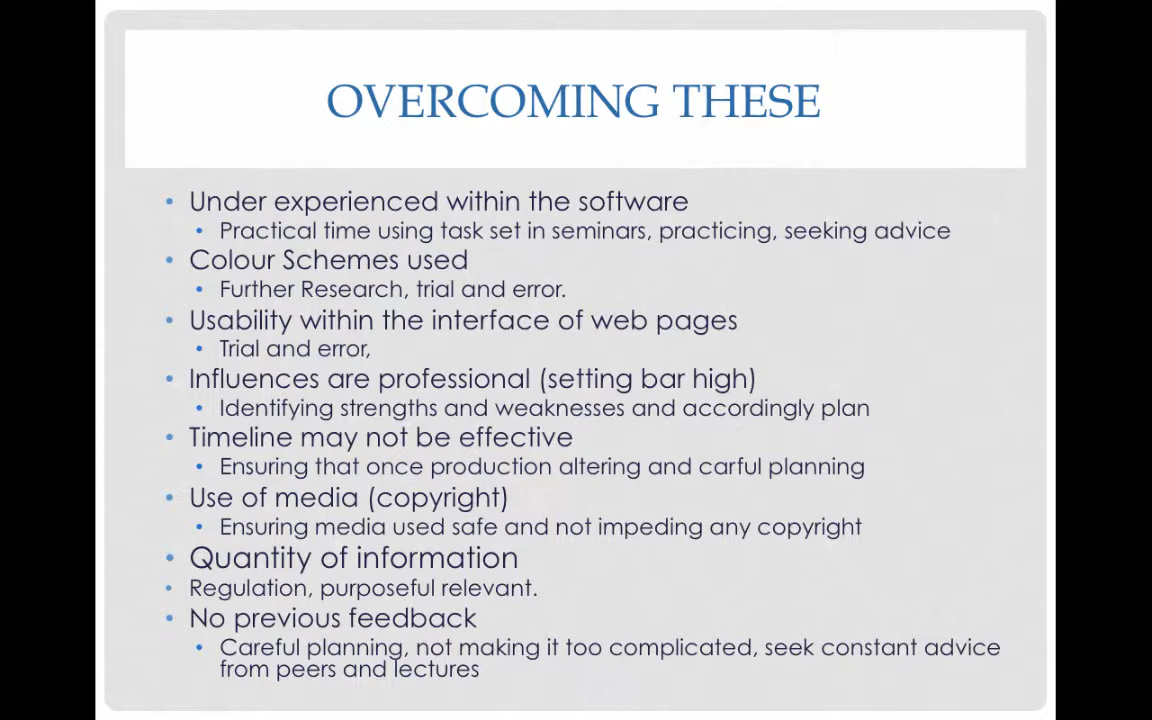 OVERCOMING THESE
• Under experienced within the software
• Practical time using task set in seminars, practicing, seeking advice
• Colour Schemes used
• Further Research, trial and error.
• Usability within the interface of web pages
• Trial and error,
• Influences are professional (setting bar high)
• Identifying strengths and weaknesses and accordingly plan
• Timeline may not be effective
• Ensuring that once production altering and carful planning
• Use of media (copyright)
• Ensuring media used safe and not impeding any copyright
• Quantity of information
• Regulation, purposeful relevant.
• No previous feedback
• Careful planning, not making it too complicated, seek constant advice
from peers and lectures